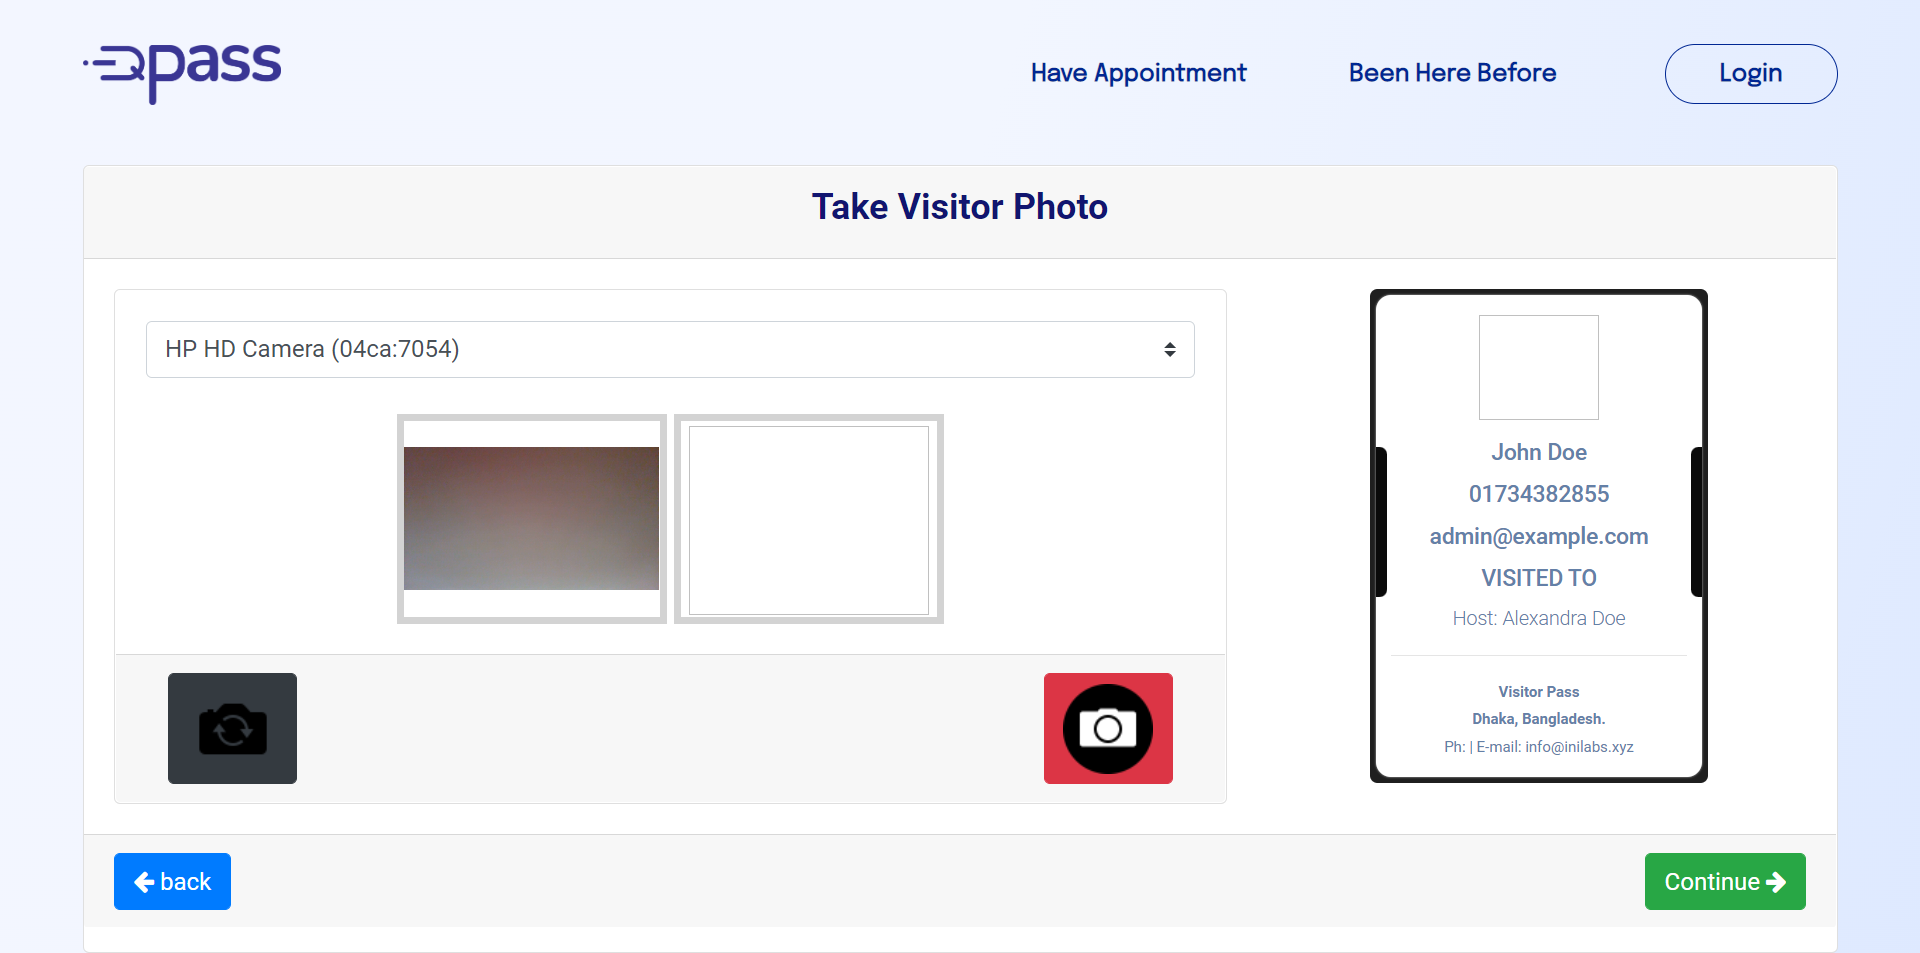 Qpass
Have Appointment
Been Here Before
Login
Take Visitor Photo
HP HD Camera (04ca:7054)
John Doe
01734382855
admin@example.com
VISITED TO
Host: Alexandra Doe
Visitor Pass
Dhaka, Bangladesh.
Ph: | E-mail: info@inilabs.xyz
back
Continue